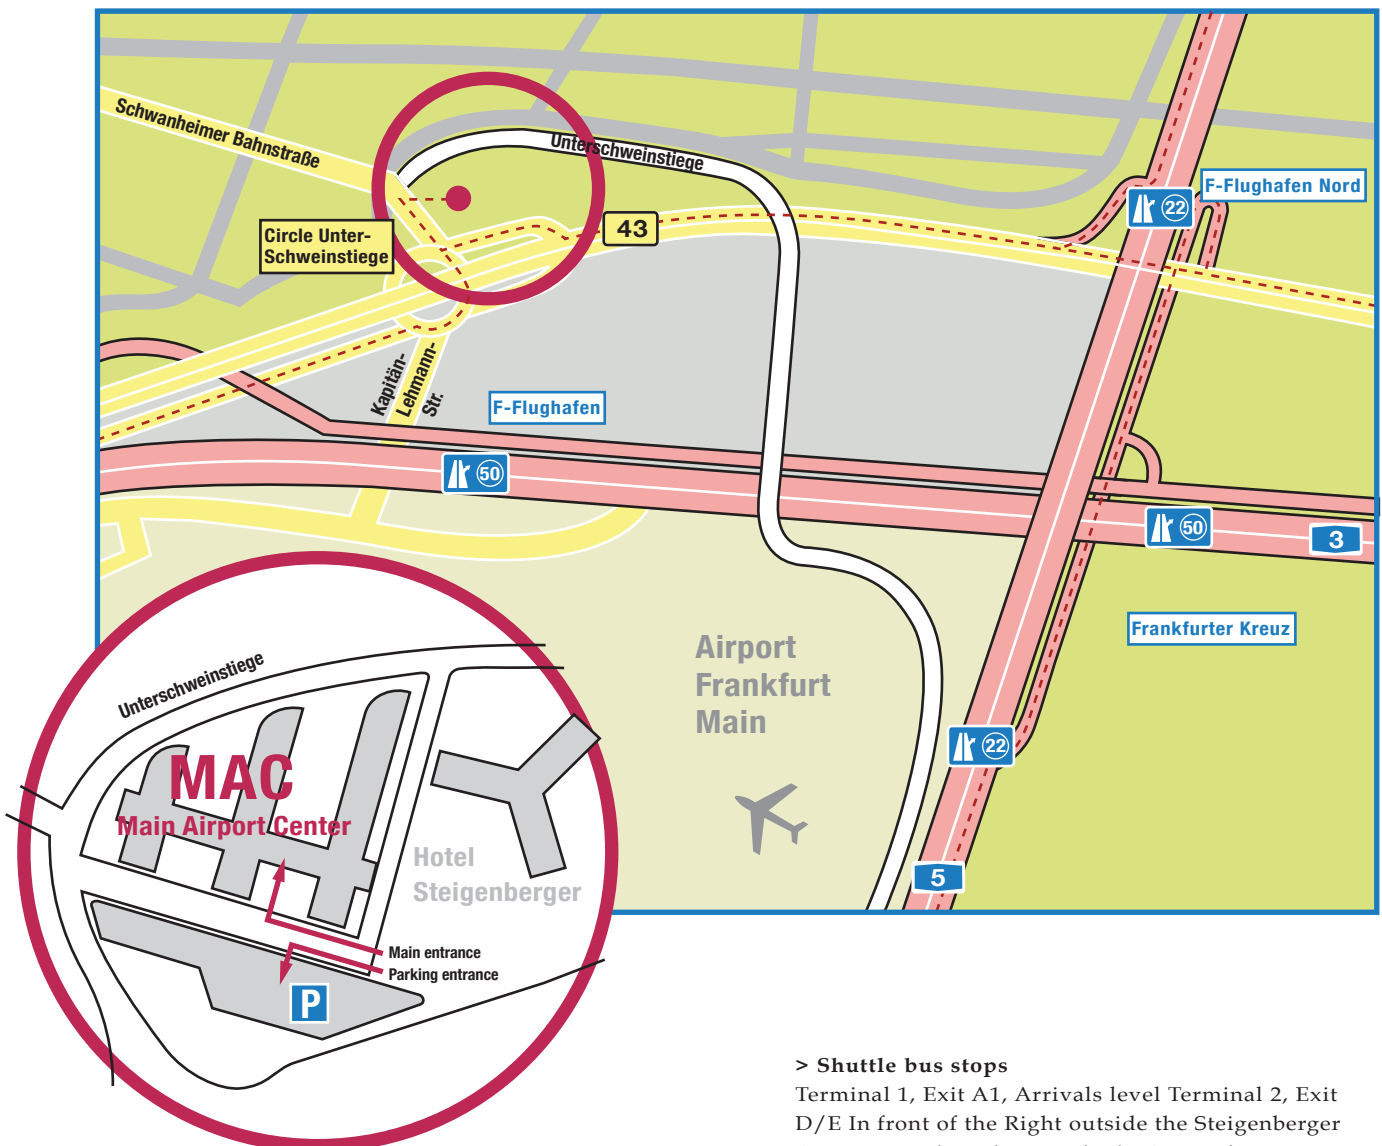 Schwanheimer Bahnstraße
Unterschweinstiege
F-Flughafen Nord
22
43
Circle Unter-
Schweinstiege
Kapitän-
Lehmann-
Str.
F-Flughafen
50
50
3
Frankfurter Kreuz
Airport
Frankfurt
Main
22
5
Unterschweinstiege
MAC
Main Airport Center
Hotel
Steigenberger
Main entrance
Parking entrance
P
> Shuttle bus stops
Terminal 1, Exit A1, Arrivals level Terminal 2, Exit
D/E In front of the Right outside the Steigenberger